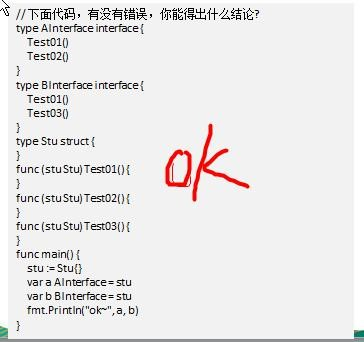 // 下面代码，有没有错误，你能得出什么结论?
type AInterface interface {
Test01()
Test02()
}
type BInterface interface {
Test01()
Test03()
}
type Stu struct {
}
func (stu Stu) Test01() {
}
func (stu Stu) Test02() {
}
func (stu Stu) Test03() {
}
func main() {
stu := Stu{}
var a AInterface = stu
var b BInterface = stu
fmt.Println("ok~", a, b)
}
ok